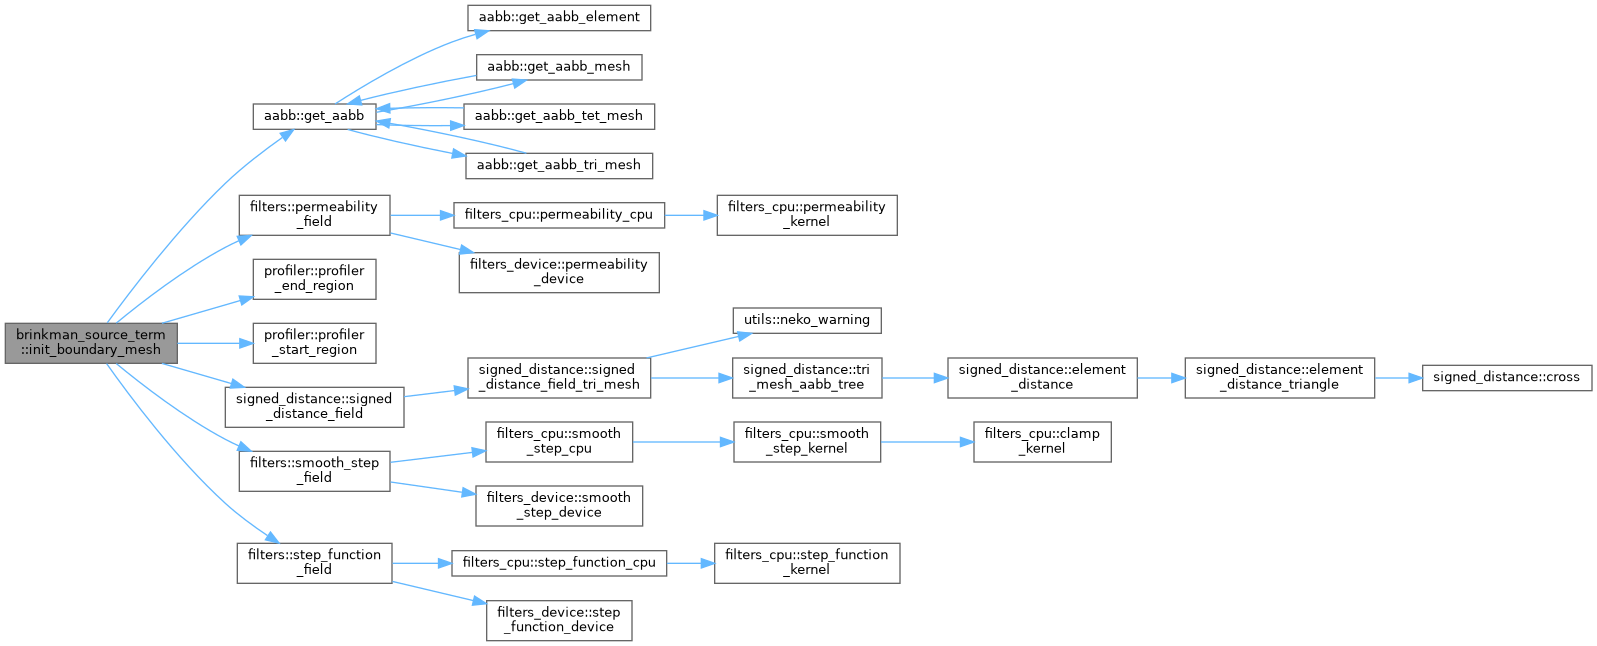 aabb::get_aabb_element
aabb::get_aabb_mesh
aabb::get_aabb
aabb::get_aabb_tet_mesh
aabb::get_aabb_tri_mesh
filters::permeability
_field
filters_cpu::permeability_cpu
filters_cpu::permeability
_kernel
filters_device::permeability
_device
profiler::profiler
_end_region
brinkman_source_term
::init_boundary_mesh
profiler::profiler
_start_region
utils::neko_warning
signed_distance::signed
_distance_field
signed_distance::signed
_distance_field_tri_mesh
signed_distance::tri
_mesh_aabb_tree
signed_distance::element
_distance
signed_distance::element
_distance_triangle
signed_distance::cross
filters::smooth_step
_field
filters_cpu::smooth
_step_cpu
filters_cpu::smooth
_step_kernel
filters_cpu::clamp
_kernel
filters_device::smooth
_step_device
filters::step_function
_field
filters_cpu::step_function_cpu
filters_cpu::step_function
_kernel
filters_device::step
_function_device